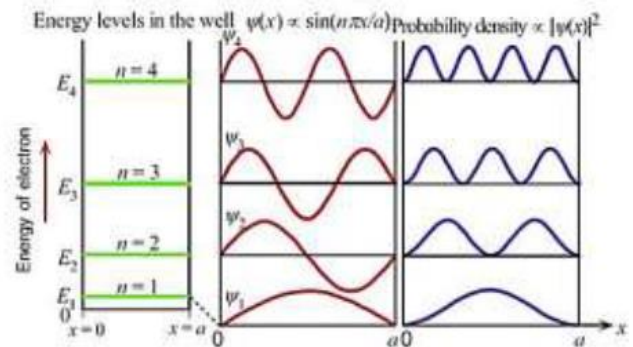 Energy levels in the well ψ(x) ∝ sin(nπx/a) Probability density ∝ |ψ(x)|²
Energy of electron
E₄ n = 4
E₃ n = 3
E₂ n = 2
E₁ n = 1
0
x = 0 x = a
ψ₄
ψ₃
ψ₂
ψ₁
0 a
0 a x